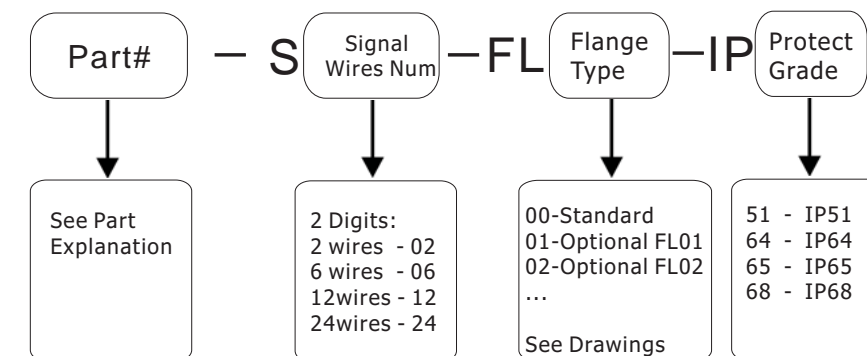 Part# – S Signal Wires Num – FL Flange Type – IP Protect Grade
See Part
Explanation
2 Digits:
2 wires - 02
6 wires - 06
12wires - 12
24wires - 24
00-Standard
01-Optional FL01
02-Optional FL02
...
See Drawings
51 - IP51
64 - IP64
65 - IP65
68 - IP68